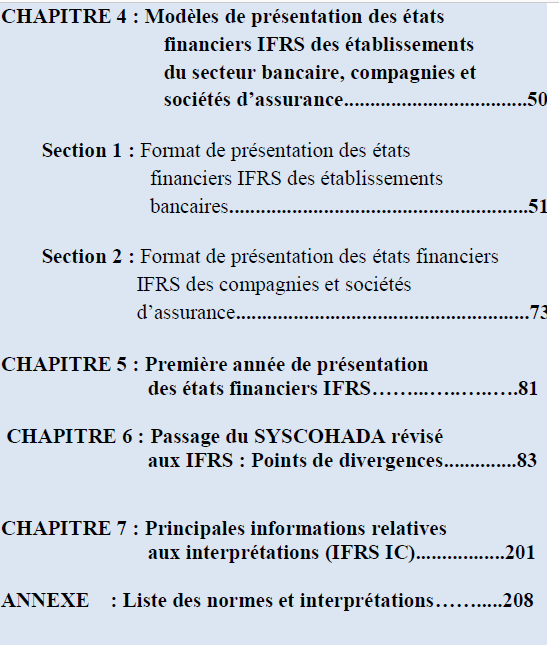 CHAPITRE 4 : Modèles de présentation des états
financiers IFRS des établissements
du secteur bancaire, compagnies et
sociétés d’assurance...................................50
Section 1 : Format de présentation des états
financiers IFRS des établissements
bancaires.........................................................51
Section 2 : Format de présentation des états financiers
IFRS des compagnies et sociétés
d’assurance........................................................73
CHAPITRE 5 : Première année de présentation
des états financiers IFRS……...…..…..….81
CHAPITRE 6 : Passage du SYSCOHADA révisé
aux IFRS : Points de divergences..............83
CHAPITRE 7 : Principales informations relatives
aux interprétations (IFRS IC).................201
ANNEXE : Liste des normes et interprétations…….....208